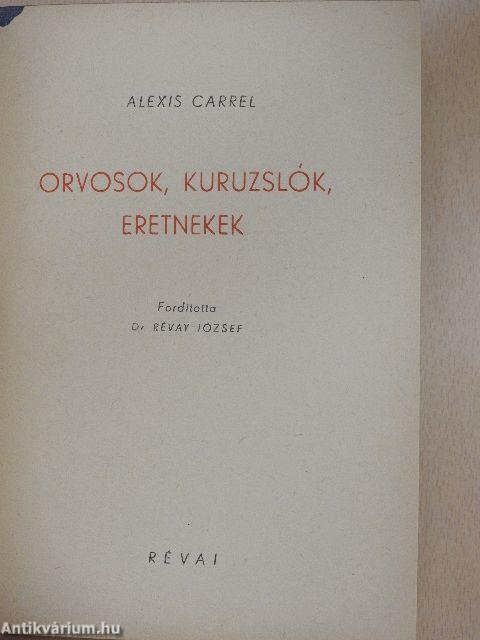 ALEXIS CARREL
ORVOSOK, KURUZSLÓK,
ERETNEKEK
Fordította
Dr RÉVAY JÓZSEF
RÉVAI
Antikvárium.hu